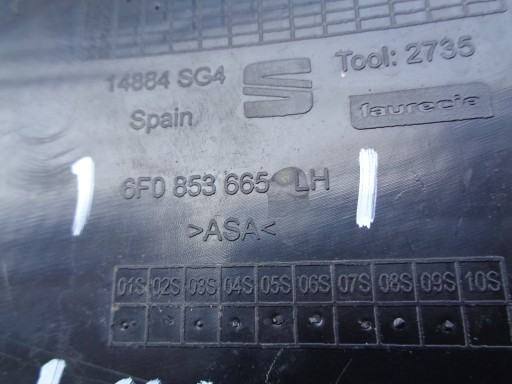 14884 SG4
Tool: 2735
Spain
faurecia
6F0 853 665 LH
>ASA<
01S 02S 03S 04S 05S 06S 07S 08S 09S 10S